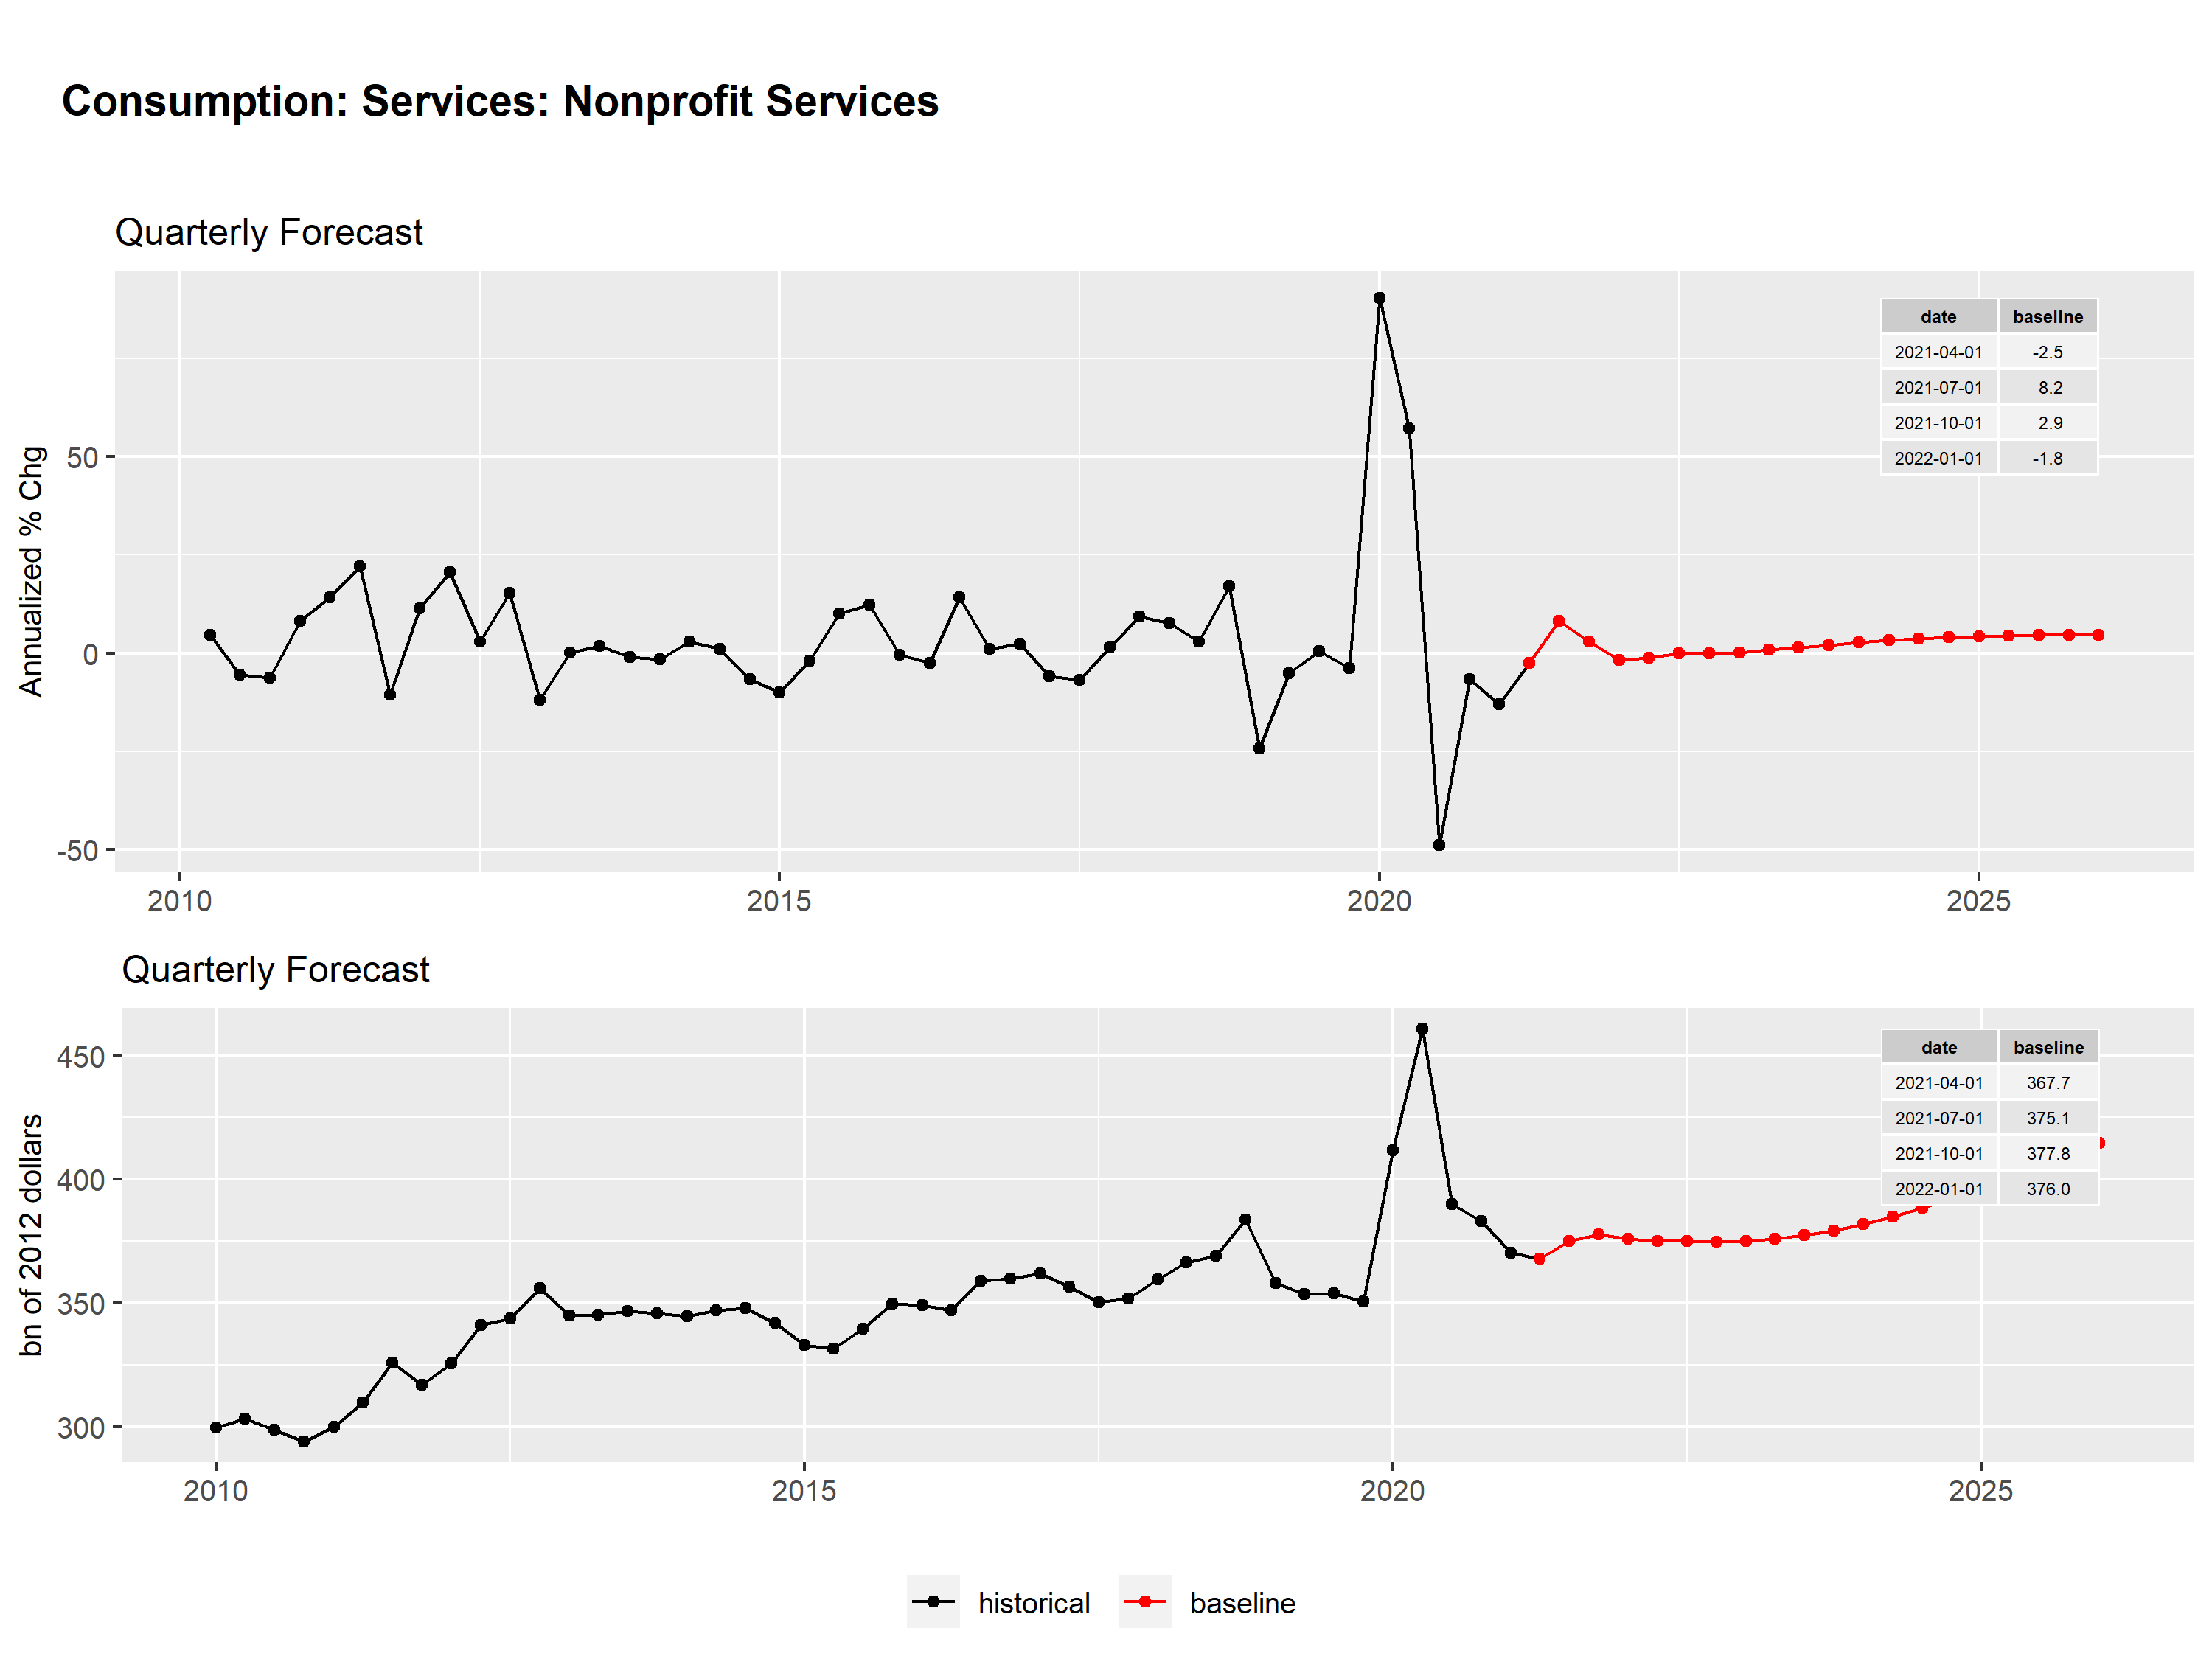 Consumption: Services: Nonprofit Services
Quarterly Forecast
Annualized % Chg
50
0
-50
2010 2015 2020 2025
date baseline
2021-04-01 -2.5
2021-07-01 8.2
2021-10-01 2.9
2022-01-01 -1.8
Quarterly Forecast
bn of 2012 dollars
450
400
350
300
2010 2015 2020 2025
date baseline
2021-04-01 367.7
2021-07-01 375.1
2021-10-01 377.8
2022-01-01 376.0
historical baseline